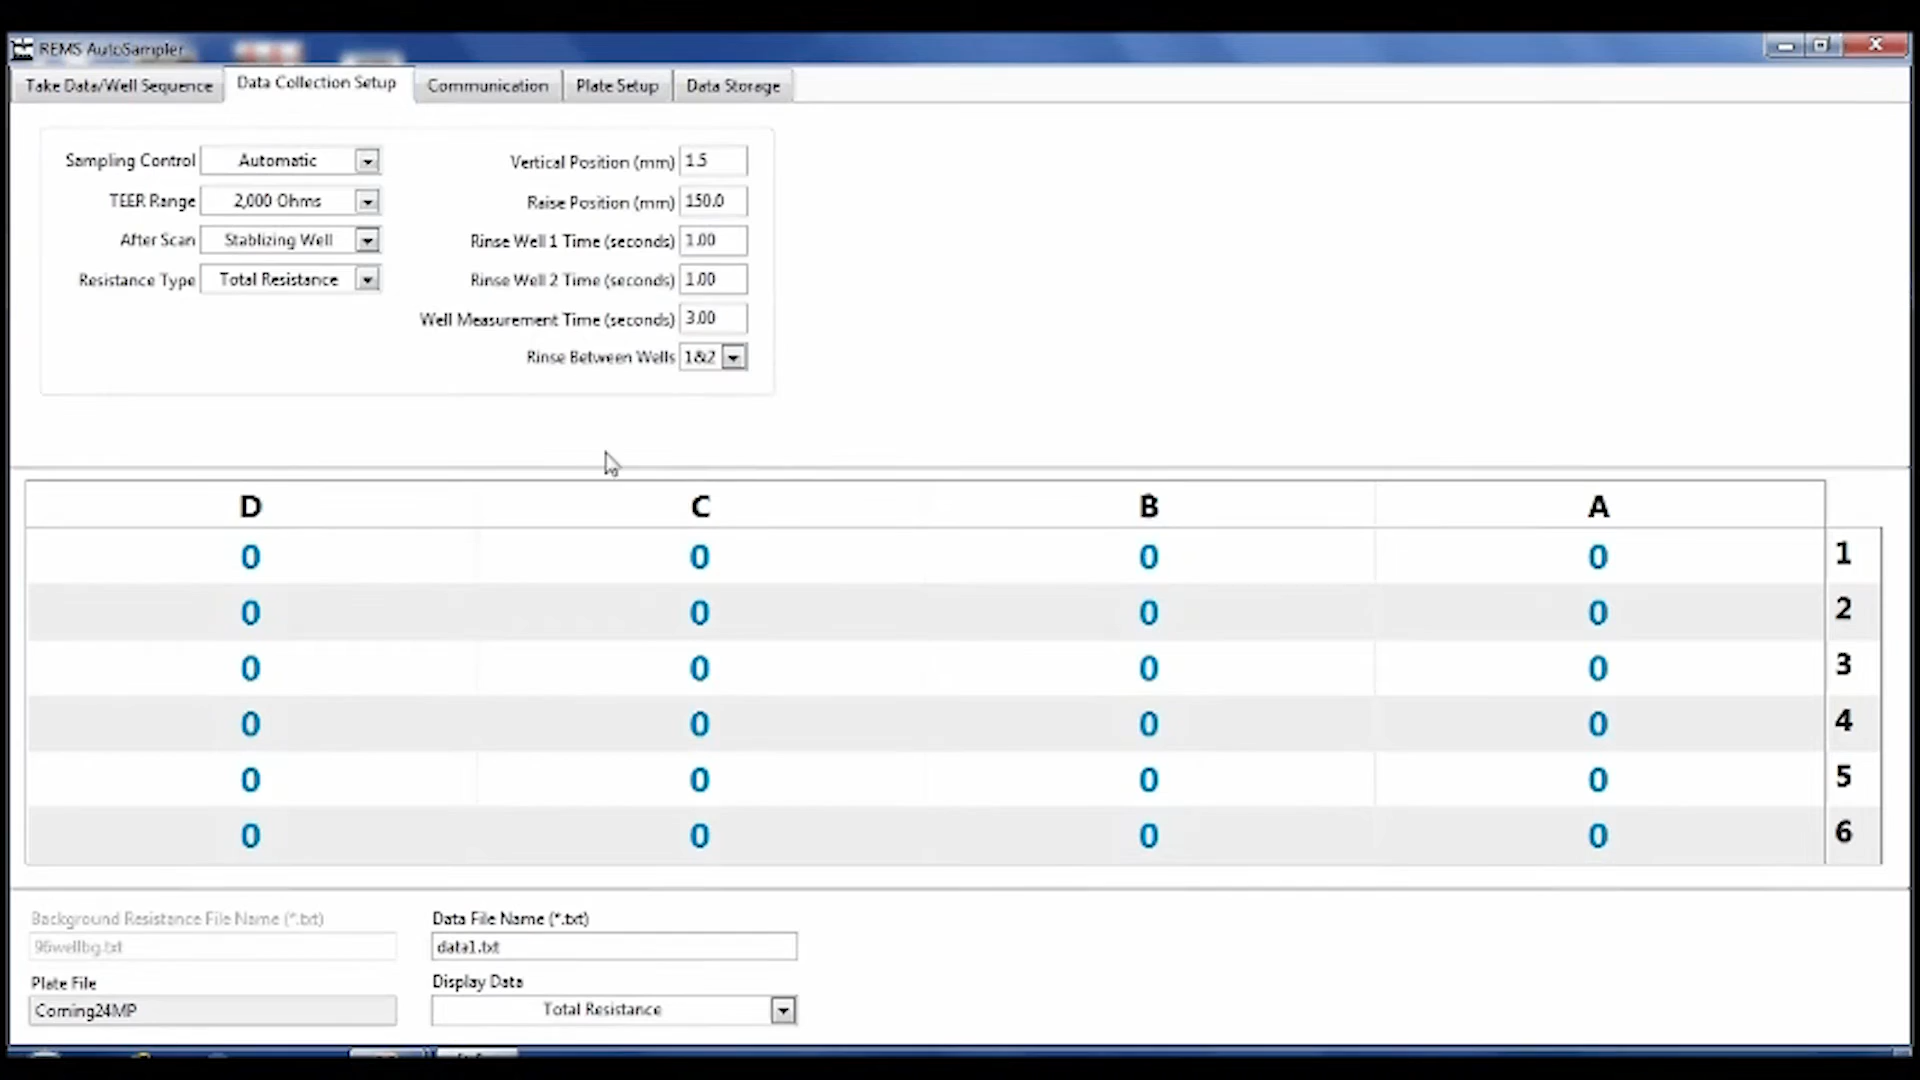 REMS AutoSampler
Take Data/Well Sequence Data Collection Setup Communication Plate Setup Data Storage
Sampling Control Automatic Vertical Position (mm) 1.5
TEER Range 2,000 Ohms Raise Position (mm) 150.0
After Scan Stablizing Well Rinse Well 1 Time (seconds) 1.00
Resistance Type Total Resistance Rinse Well 2 Time (seconds) 1.00
Well Measurement Time (seconds) 3.00
Rinse Between Wells 1&2
D C B A
0 0 0 0 1
0 0 0 0 2
0 0 0 0 3
0 0 0 0 4
0 0 0 0 5
0 0 0 0 6
Background Resistance File Name (*.txt) Data File Name (*.txt)
96wellbg.txt data1.txt
Plate File Display Data
Corning24MP Total Resistance